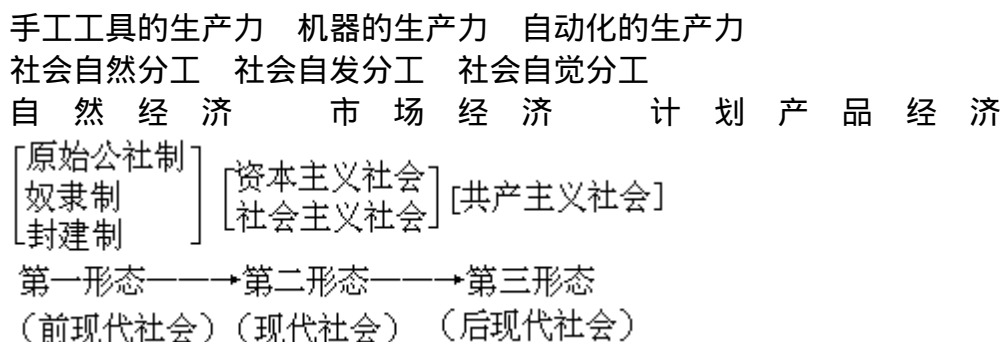 手工工具的生产力 机器的生产力 自动化的生产力
社会自然分工 社会自发分工 社会自觉分工
自然经济 市场经济 计划产品经济
原始公社制
奴隶制
封建制
资本主义社会
社会主义社会
[共产主义社会]
第一形态——→第二形态——→第三形态
（前现代社会）（现代社会）（后现代社会）